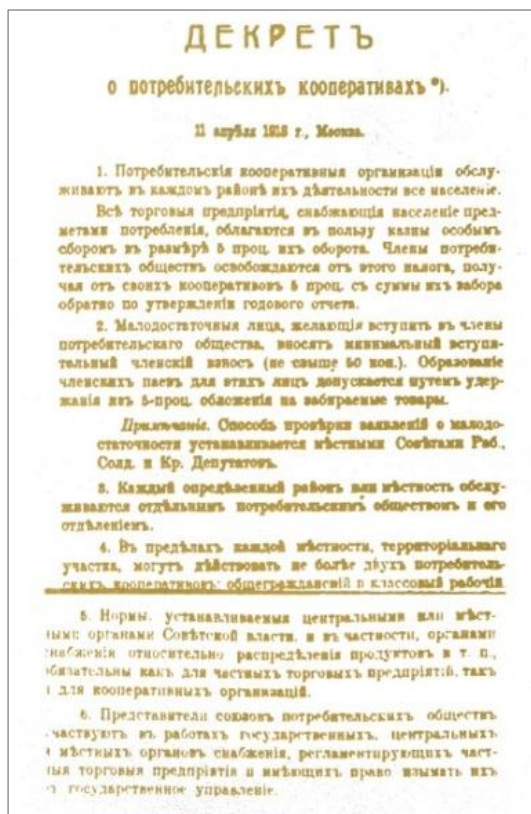 ДЕКРЕТЪ
о потребительскихъ кооперативахъ *).
11 апрѣля 1918 г., Москва.
1. Потребительскія кооперативныя организаціи обслу-
живаютъ въ каждомъ районѣ ихъ дѣятельности все населеніе.
Всѣ торговыя предпріятія, снабжающія населеніе пред-
метами потребленія, облагаются въ пользу казны особымъ
сборомъ въ размѣрѣ 5 проц. ихъ оборота. Члены потреби-
тельскихъ обществъ освобождаются отъ этого налога, полу-
чая отъ своихъ кооперативовъ 5 проц. съ суммы ихъ забора
обратно по утвержденіи годового отчета.
2. Малодостаточныя лица, желающія вступить въ члены
потребительскаго общества, вносятъ минимальный вступи-
тельный членскій взносъ (не свыше 50 коп.). Образованіе
членскихъ паевъ для этихъ лицъ допускается путемъ удер-
жанія изъ 5-проц. обложенія на забираемые товары.
Примѣчаніе. Способъ провѣрки заявленій о малодо-
статочности устанавливается мѣстными Совѣтами Раб.,
Солд. и Кр. Депутатовъ.
3. Каждый опредѣленный районъ или мѣстность обслу-
живаются отдѣльнымъ потребительскимъ обществомъ и его
отдѣленіемъ.
4. Въ предѣлахъ каждой мѣстности, территоріальнаго
участка, могутъ дѣйствовать не болѣе двухъ потребитель-
скихъ кооперативовъ: общегражданскій и классовый рабочій
5. Нормы, устанавливаемыя центральными или мѣст-
ными органами Совѣтской власти, и въ частности, органами
снабженія относительно распредѣленія продуктовъ и т. п.,
обязательны какъ для частныхъ торговыхъ предпріятій, такъ
и для кооперативныхъ организацій.
6. Представители союзовъ потребительскихъ обществъ
участвуютъ въ работахъ государственныхъ, центральныхъ
и мѣстныхъ органовъ снабженія, регламентирующихъ част-
ныя торговыя предпріятія и имѣющихъ право изымать ихъ
въ государственное управленіе.